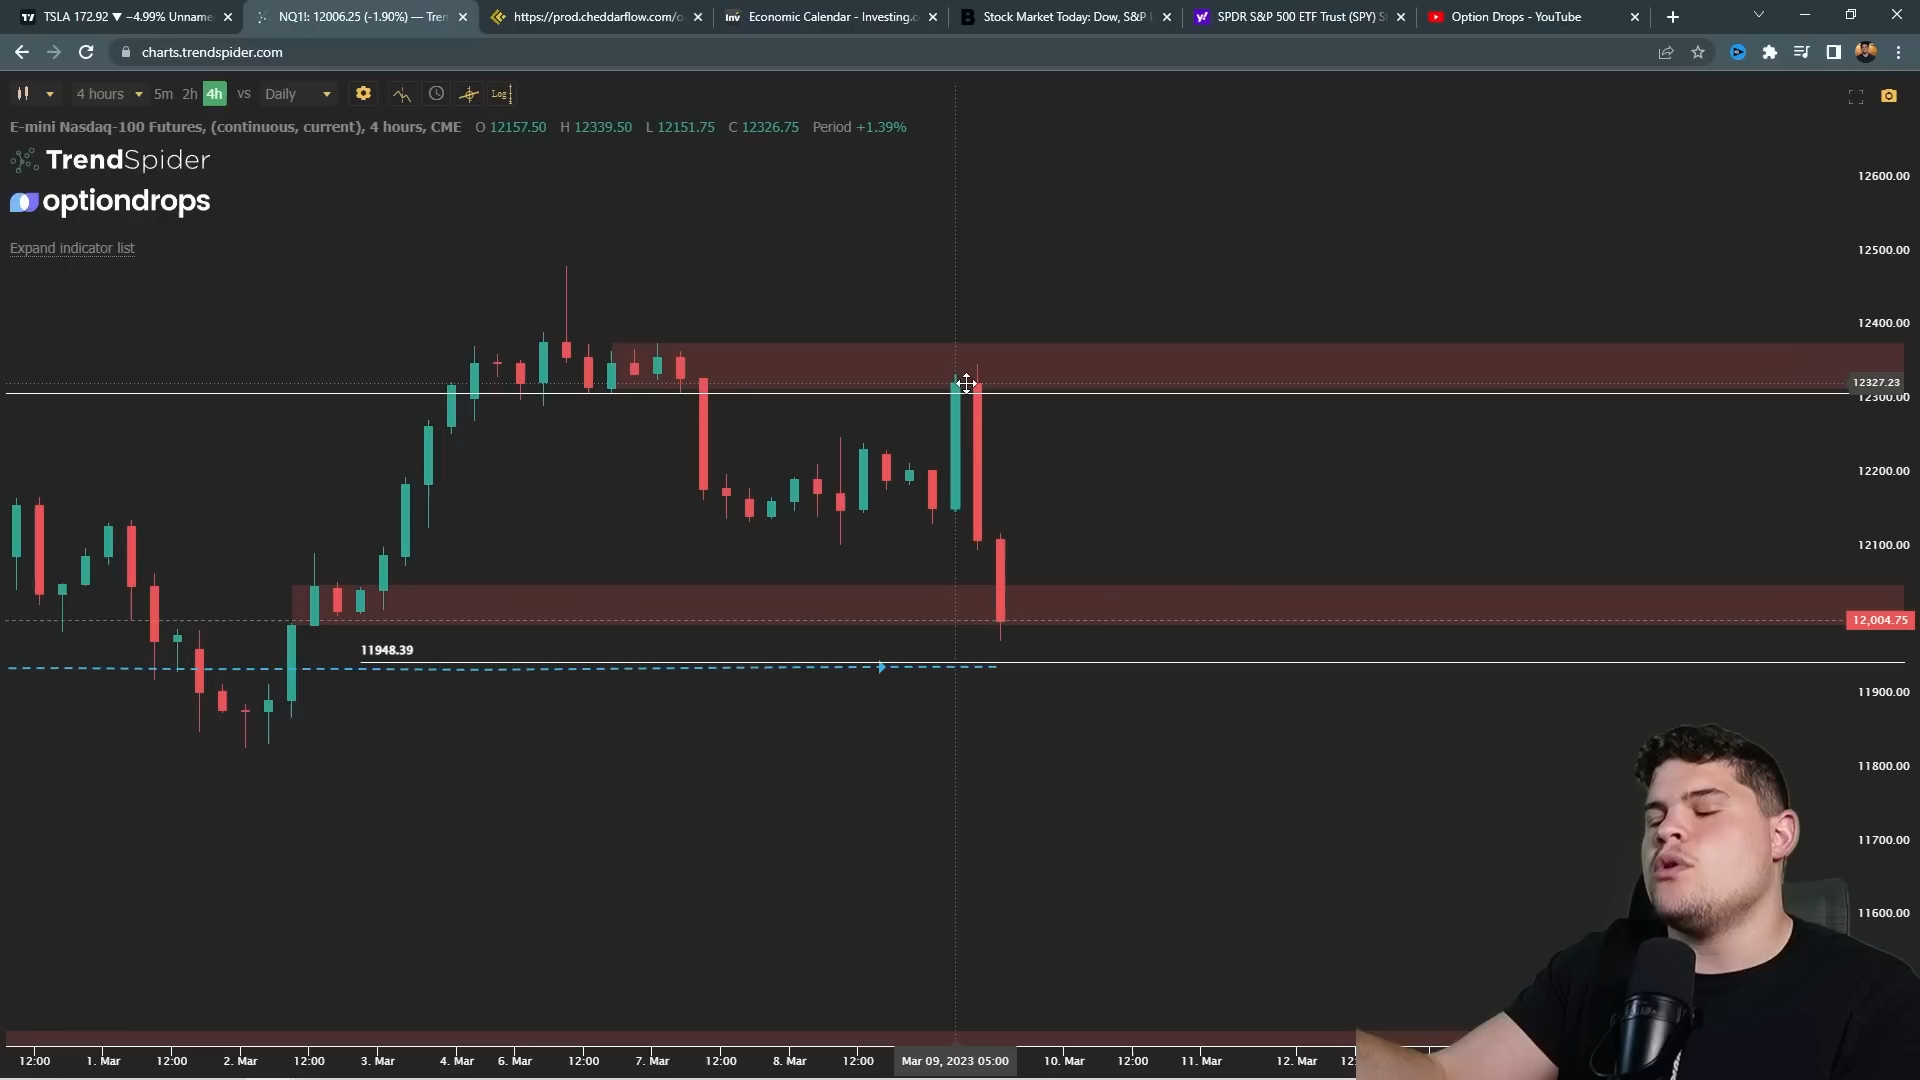 TSLA 172.92 ▼ −4.99% Unname
NQ1!: 12006.25 (-1.90%) — Tren
https://prod.cheddarflow.com/o
inv Economic Calendar - Investing.c
B Stock Market Today: Dow, S&P
y! SPDR S&P 500 ETF Trust (SPY) S
Option Drops - YouTube
charts.trendspider.com
4 hours 5m 2h 4h vs Daily Log
E-mini Nasdaq-100 Futures, (continuous, current), 4 hours, CME O 12157.50 H 12339.50 L 12151.75 C 12326.75 Period +1.39%
TrendSpider
optiondrops
Expand indicator list
12600.00
12500.00
12400.00
12327.23
12300.00
12200.00
12100.00
12,004.75
11948.39
11900.00
11800.00
11700.00
11600.00
12:00 1. Mar 12:00 2. Mar 12:00 3. Mar 12:00 4. Mar 6. Mar 12:00 7. Mar 12:00 8. Mar 12:00 Mar 09, 2023 05:00 10. Mar 12:00 11. Mar 12. Mar